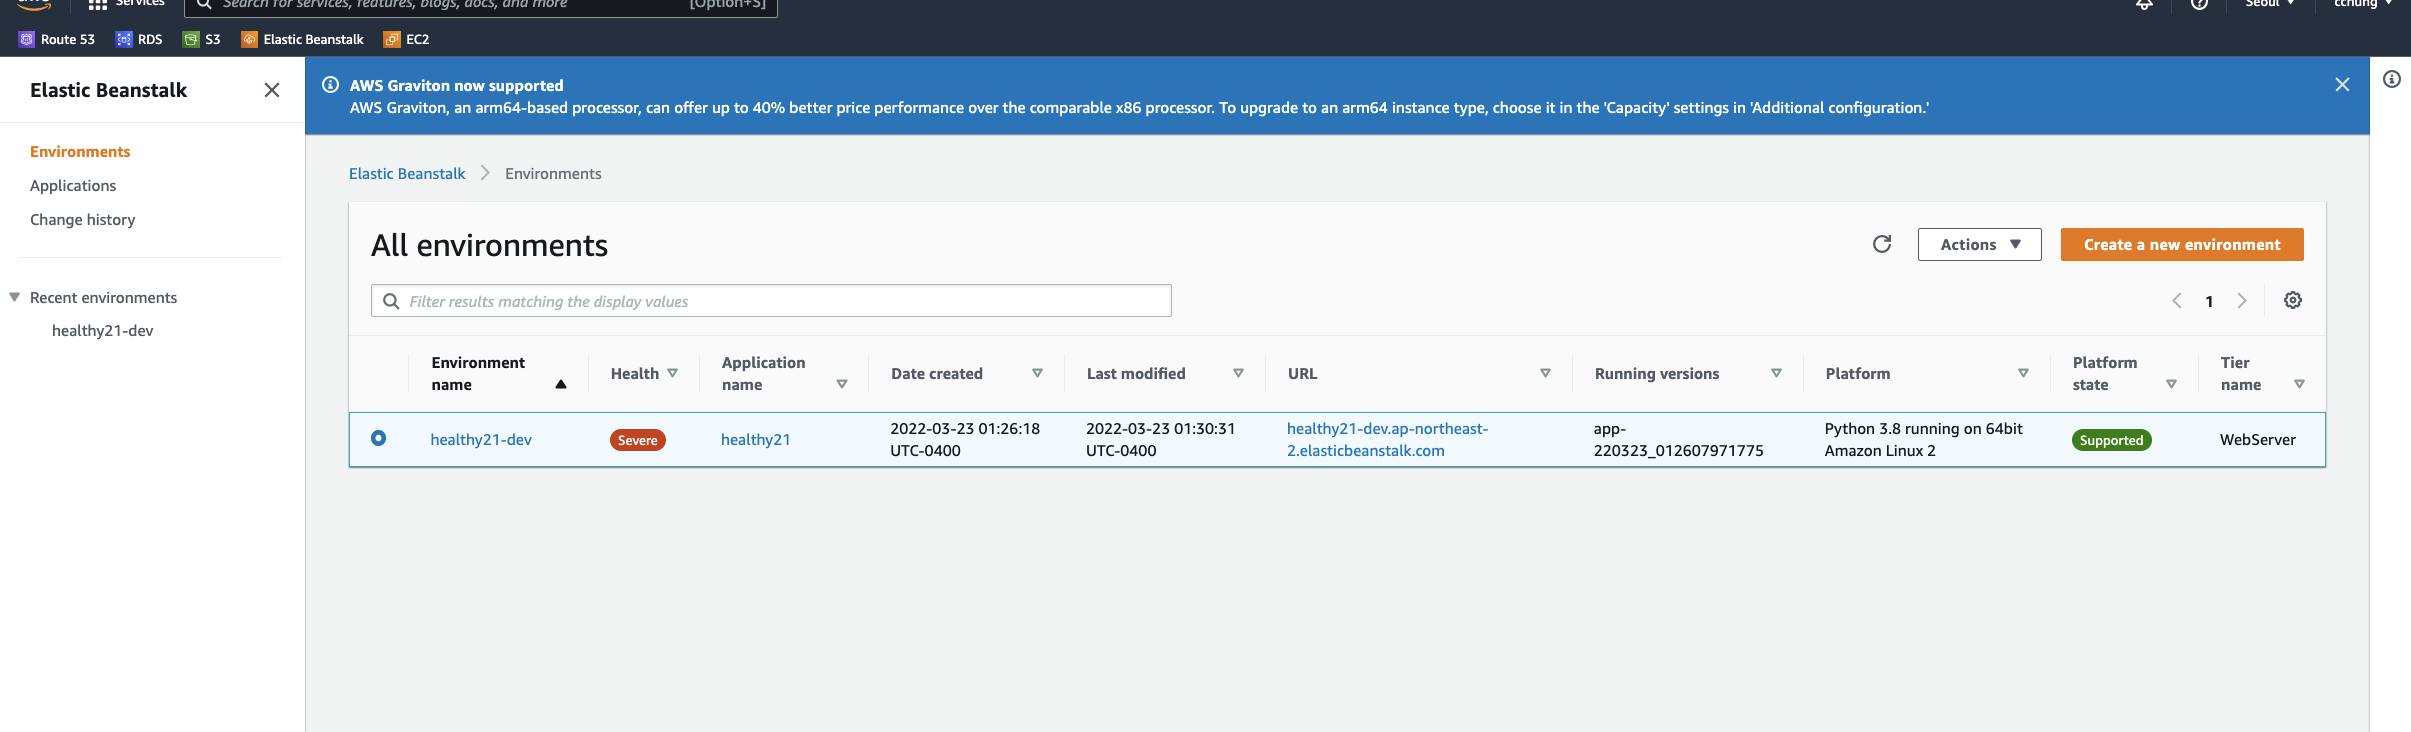 Services
Search for services, features, blogs, docs, and more
[Option+S]
Seoul
cchung
Route 53
RDS
S3
Elastic Beanstalk
EC2
Elastic Beanstalk
Environments
Applications
Change history
Recent environments
healthy21-dev
AWS Graviton now supported
AWS Graviton, an arm64-based processor, can offer up to 40% better price performance over the comparable x86 processor. To upgrade to an arm64 instance type, choose it in the 'Capacity' settings in 'Additional configuration.'
Elastic Beanstalk
Environments
All environments
Actions
Create a new environment
Filter results matching the display values
1
Environment
name
Health
Application
name
Date created
Last modified
URL
Running versions
Platform
Platform
state
Tier
name
healthy21-dev
Severe
healthy21
2022-03-23 01:26:18
UTC-0400
2022-03-23 01:30:31
UTC-0400
healthy21-dev.ap-northeast-
2.elasticbeanstalk.com
app-
220323_012607971775
Python 3.8 running on 64bit
Amazon Linux 2
Supported
WebServer